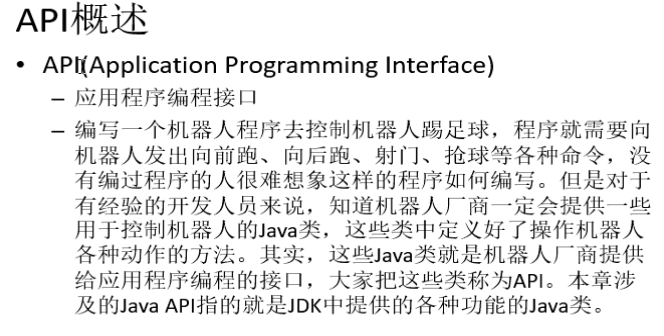 API概述
• API(Application Programming Interface)
– 应用程序编程接口
– 编写一个机器人程序去控制机器人踢足球，程序就需要向
机器人发出向前跑、向后跑、射门、抢球等各种命令，没
有编过程序的人很难想象这样的程序如何编写。但是对于
有经验的开发人员来说，知道机器人厂商一定会提供一些
用于控制机器人的Java类，这些类中定义好了操作机器人
各种动作的方法。其实，这些Java类就是机器人厂商提供
给应用程序编程的接口，大家把这些类称为API。本章涉
及的Java API指的就是JDK中提供的各种功能的Java类。